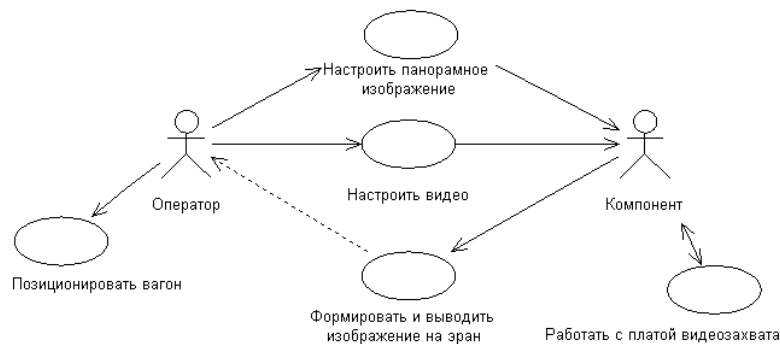 Настроить панорамное
изображение
Оператор
Настроить видео
Компонент
Позиционировать вагон
Формировать и выводить
изображение на эран
Работать с платой видеозахвата